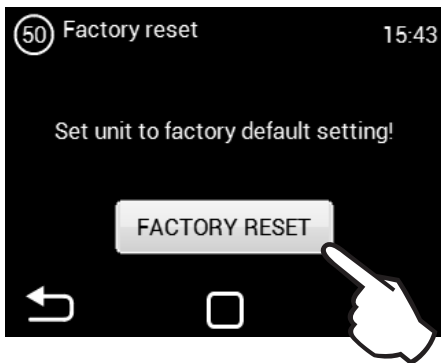 50 Factory reset 15:43
Set unit to factory default setting!
FACTORY RESET